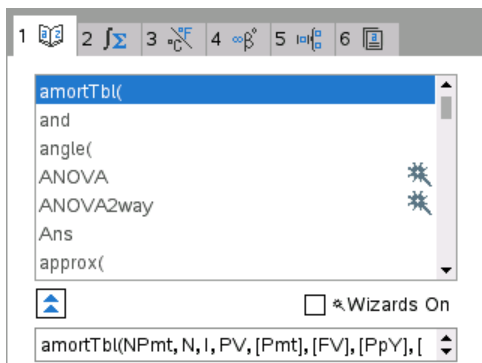 1 2 ∫Σ 3 °C°F 4 ∞β° 5 6
amortTbl(
and
angle(
ANOVA
ANOVA2way
Ans
approx(
Wizards On
amortTbl(NPmt, N, I, PV, [Pmt], [FV], [PpY], [